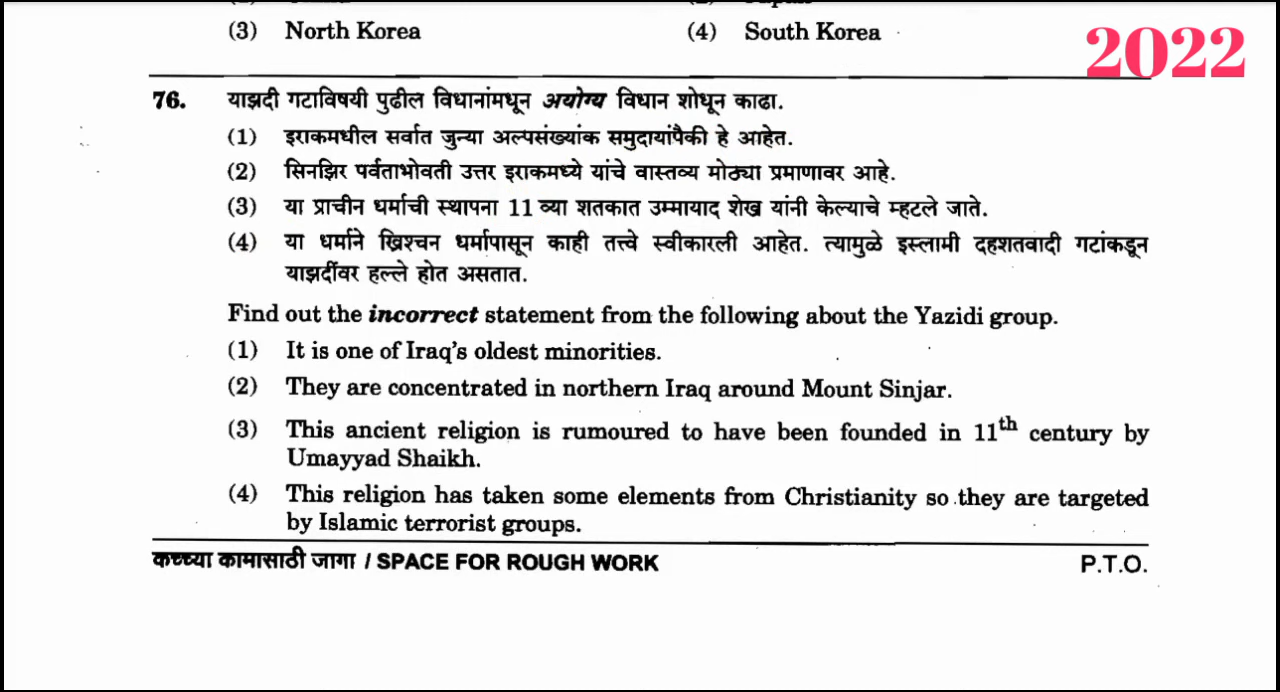 (3) North Korea (4) South Korea
2022
76. याझदी गटाविषयी पुढील विधानांमधून अयोग्य विधान शोधून काढा.
(1) इराकमधील सर्वात जुन्या अल्पसंख्यांक समुदायांपैकी हे आहेत.
(2) सिनझिर पर्वताभोवती उत्तर इराकमध्ये यांचे वास्तव्य मोठ्या प्रमाणावर आहे.
(3) या प्राचीन धर्माची स्थापना 11 व्या शतकात उम्मायाद शेख यांनी केल्याचे म्हटले जाते.
(4) या धर्माने ख्रिश्चन धर्मापासून काही तत्त्वे स्वीकारली आहेत. त्यामुळे इस्लामी दहशतवादी गटांकडून
याझदींवर हल्ले होत असतात.
Find out the incorrect statement from the following about the Yazidi group.
(1) It is one of Iraq's oldest minorities.
(2) They are concentrated in northern Iraq around Mount Sinjar.
(3) This ancient religion is rumoured to have been founded in 11th century by
Umayyad Shaikh.
(4) This religion has taken some elements from Christianity so they are targeted
by Islamic terrorist groups.
कच्च्या कामासाठी जागा / SPACE FOR ROUGH WORK P.T.O.